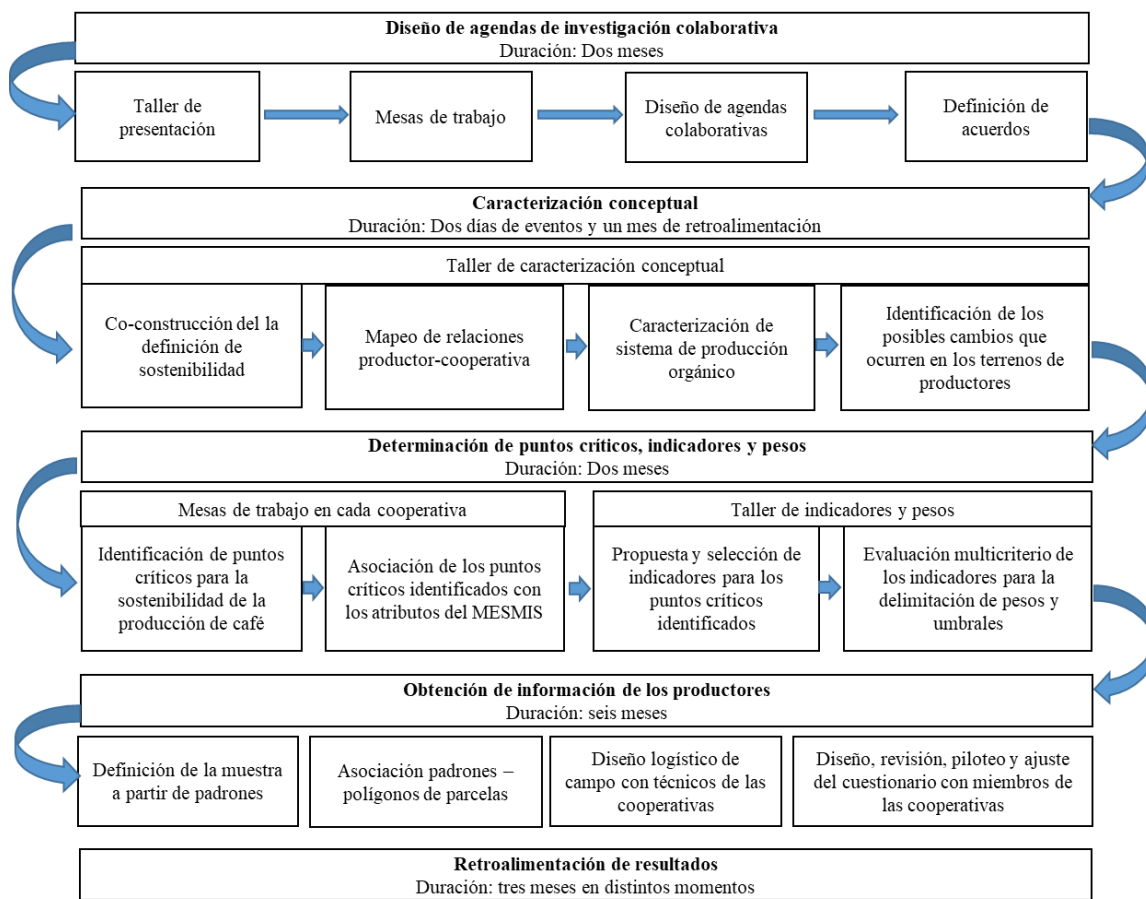 Diseño de agendas de investigación colaborativa
Duración: Dos meses
Taller de
presentación
Mesas de trabajo
Diseño de agendas
colaborativas
Definición de
acuerdos
Caracterización conceptual
Duración: Dos días de eventos y un mes de retroalimentación
Taller de caracterización conceptual
Co-construcción del la
definición de
sostenibilidad
Mapeo de relaciones
productor-cooperativa
Caracterización de
sistema de producción
orgánico
Identificación de los
posibles cambios que
ocurren en los terrenos de
productores
Determinación de puntos críticos, indicadores y pesos
Duración: Dos meses
Mesas de trabajo en cada cooperativa
Taller de indicadores y pesos
Identificación de puntos
críticos para la
sostenibilidad de la
producción de café
Asociación de los puntos
críticos identificados con
los atributos del MESMIS
Propuesta y selección de
indicadores para los
puntos críticos
identificados
Evaluación multicriterio de
los indicadores para la
delimitación de pesos y
umbrales
Obtención de información de los productores
Duración: seis meses
Definición de la muestra
a partir de padrones
Asociación padrones –
polígonos de parcelas
Diseño logístico de
campo con técnicos de las
cooperativas
Diseño, revisión, piloteo y ajuste
del cuestionario con miembros de
las cooperativas
Retroalimentación de resultados
Duración: tres meses en distintos momentos